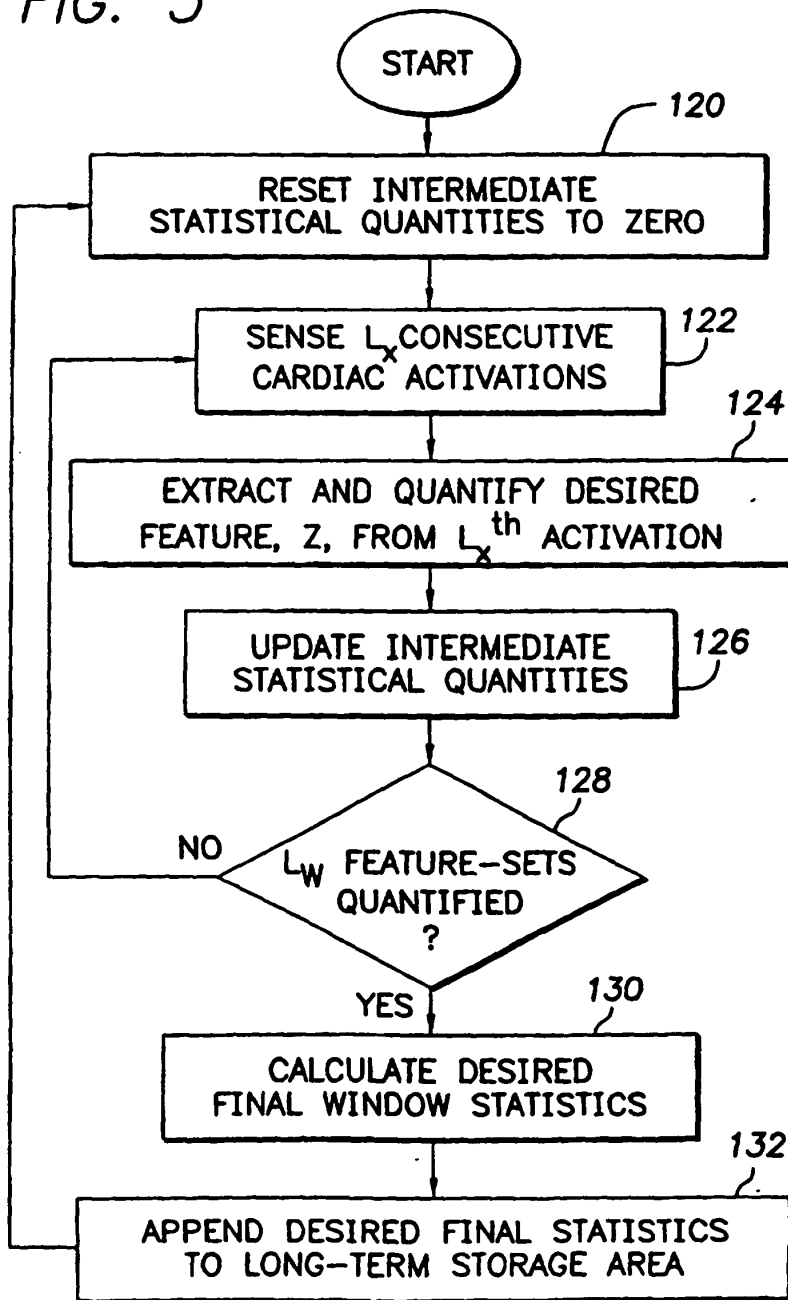 FIG. 5
START
120
RESET INTERMEDIATE
STATISTICAL QUANTITIES TO ZERO
SENSE Lx CONSECUTIVE
CARDIAC ACTIVATIONS
122
124
EXTRACT AND QUANTIFY DESIRED
FEATURE, Z, FROM Lx th ACTIVATION
UPDATE INTERMEDIATE
STATISTICAL QUANTITIES
126
128
NO
LW FEATURE-SETS
QUANTIFIED
?
YES
130
CALCULATE DESIRED
FINAL WINDOW STATISTICS
132
APPEND DESIRED FINAL STATISTICS
TO LONG-TERM STORAGE AREA